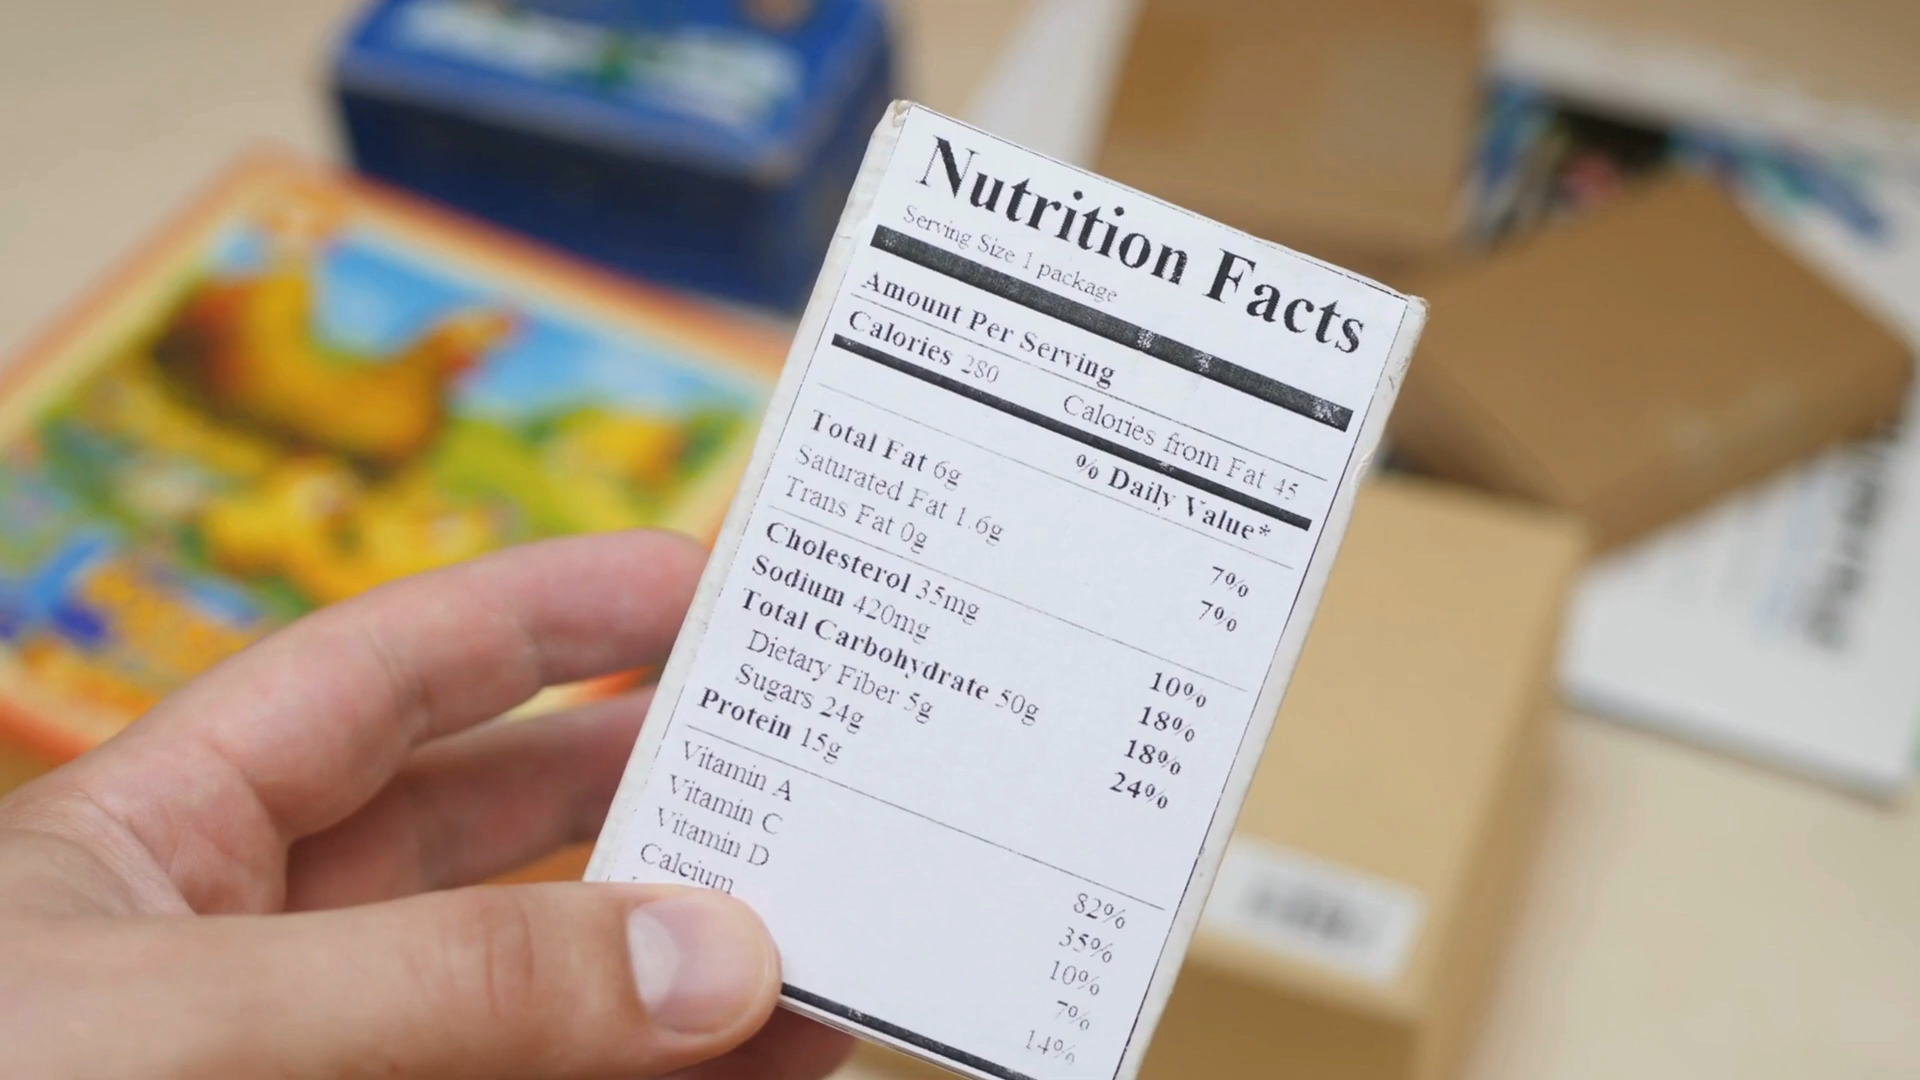 Nutrition Facts
Serving Size 1 package
Amount Per Serving
Calories 280 Calories from Fat 45
% Daily Value*
Total Fat 6g 7%
Saturated Fat 1.6g 7%
Trans Fat 0g
Cholesterol 35mg 10%
Sodium 420mg 18%
Total Carbohydrate 50g 18%
Dietary Fiber 5g 24%
Sugars 24g
Protein 15g
Vitamin A 82%
Vitamin C 35%
Vitamin D 10%
Calcium 7%
14%